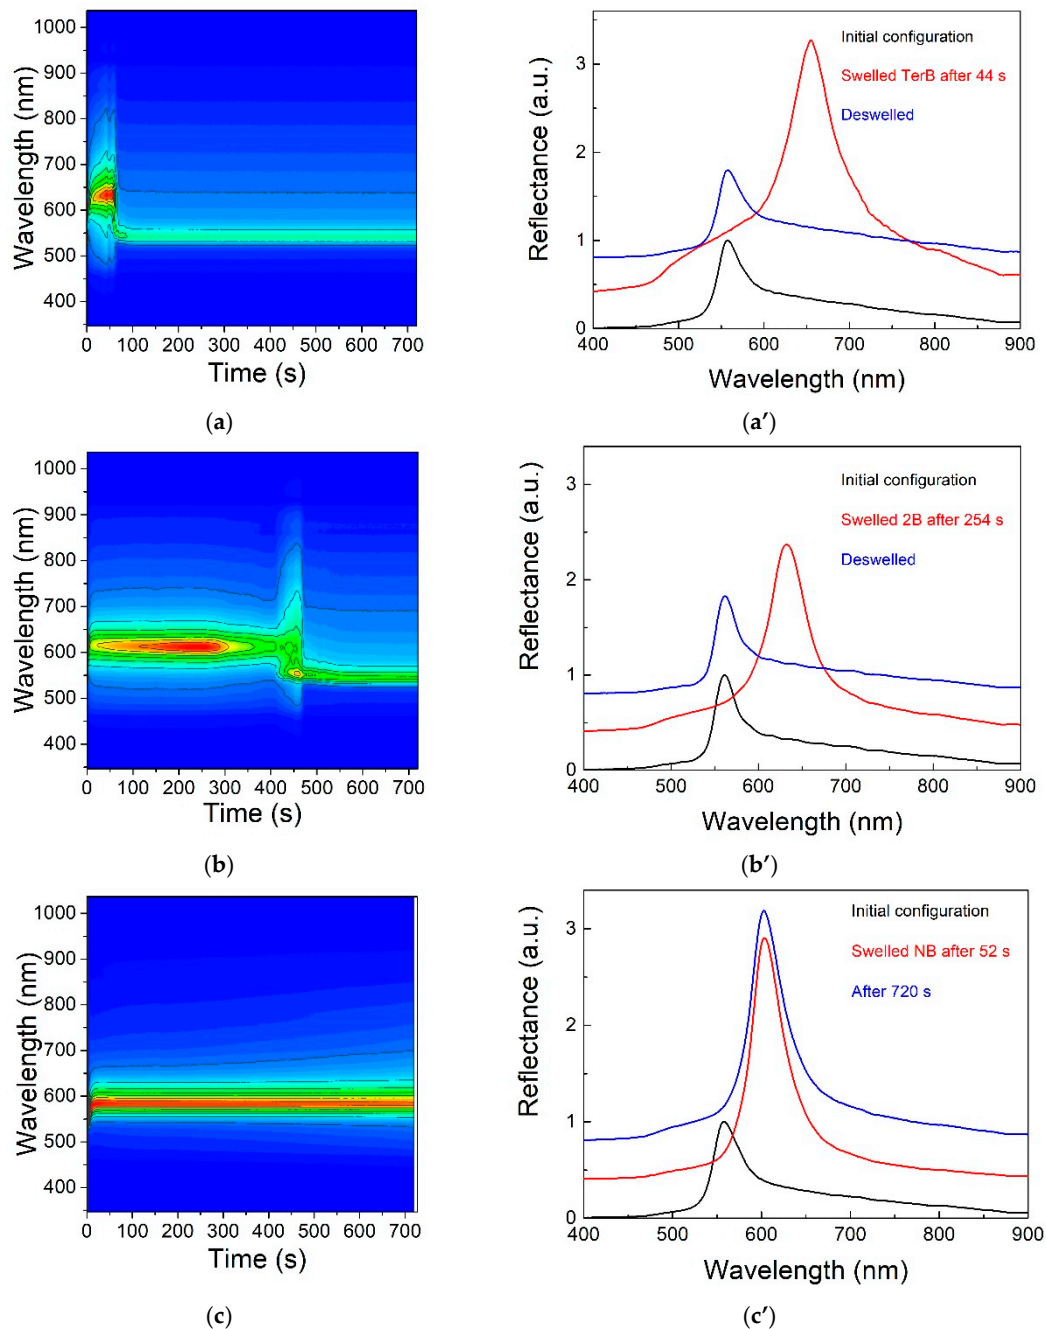 1000
900
800
700
600
500
400
Wavelength (nm)
0 100 200 300 400 500 600 700
Time (s)
(a)
3
2
1
0
Reflectance (a.u.)
Initial configuration
Swelled TerB after 44 s
Deswelled
400 500 600 700 800 900
Wavelength (nm)
(a')
1000
900
800
700
600
500
400
Wavelength (nm)
0 100 200 300 400 500 600 700
Time (s)
(b)
3
2
1
0
Reflectance (a.u.)
Initial configuration
Swelled 2B after 254 s
Deswelled
400 500 600 700 800 900
Wavelength (nm)
(b')
1000
900
800
700
600
500
400
Wavelength (nm)
0 100 200 300 400 500 600 700
Time (s)
(c)
3
2
1
0
Reflectance (a.u.)
Initial configuration
Swelled NB after 52 s
After 720 s
400 500 600 700 800 900
Wavelength (nm)
(c')